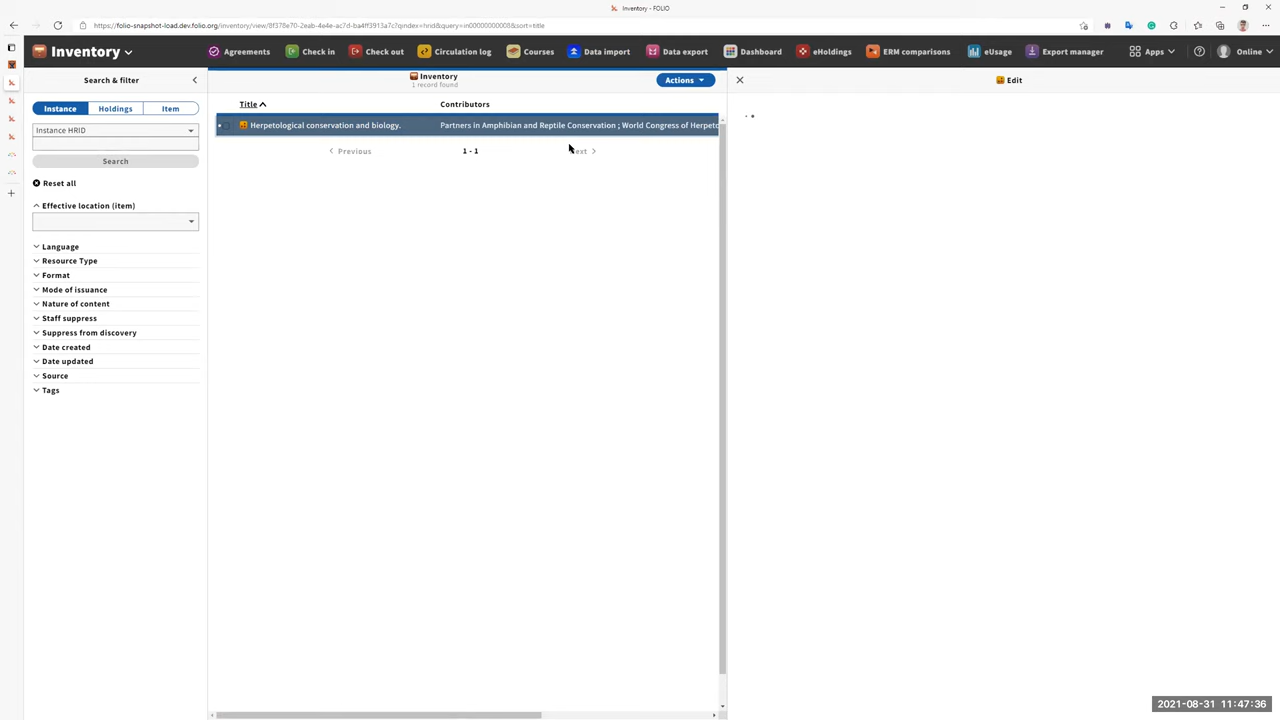 Inventory - FOLIO
https://folio-snapshot-load.dev.folio.org/inventory/view/8f378e70-2eab-4e4e-ac7d-ba4ff3913a7c?qindex=hrid&query=in00000000008&sort=title
Inventory
Agreements
Check in
Check out
Circulation log
Courses
Data import
Data export
Dashboard
eHoldings
ERM comparisons
eUsage
Export manager
Apps
Online
Search & filter
Inventory
1 record found
Actions
Edit
Instance
Holdings
Item
Title
Contributors
Instance HRID
Herpetological conservation and biology.
Partners in Amphibian and Reptile Conservation ; World Congress of Herpeto
Previous
1 - 1
Search
Reset all
Effective location (item)
Language
Resource Type
Format
Mode of issuance
Nature of content
Staff suppress
Suppress from discovery
Date created
Date updated
Source
Tags
2021-08-31 11:47:36